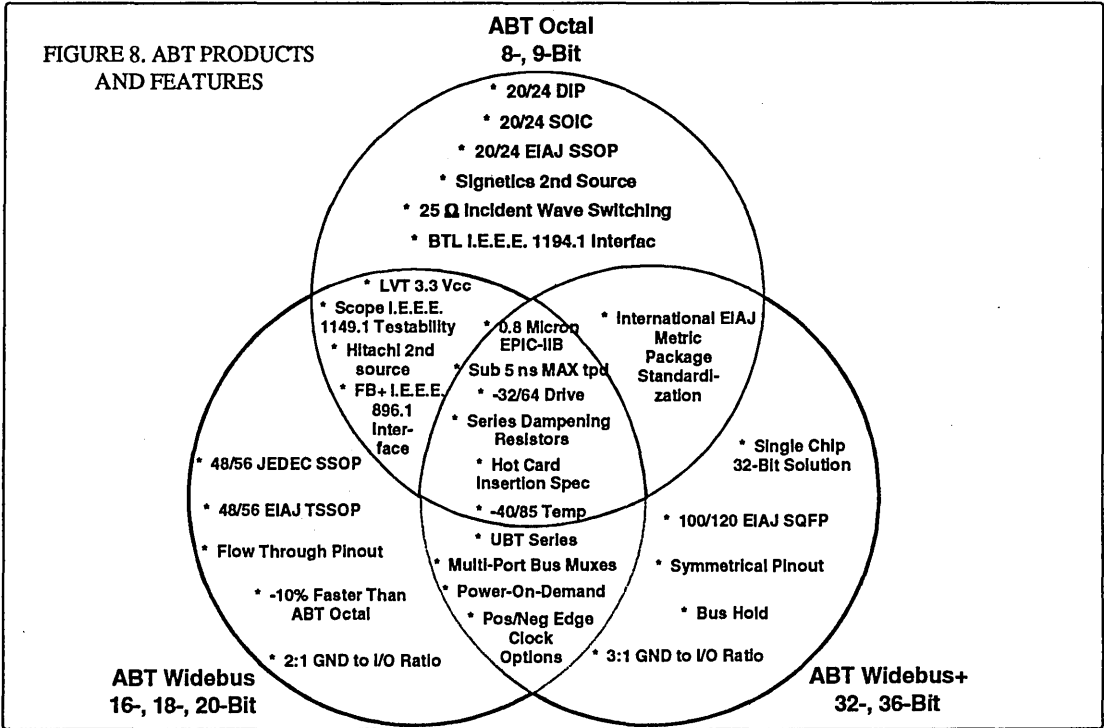 FIGURE 8. ABT PRODUCTS
AND FEATURES
ABT Octal
8-, 9-Bit
* 20/24 DIP
* 20/24 SOIC
* 20/24 EIAJ SSOP
* Signetics 2nd Source
* 25 Ω Incident Wave Switching
* BTL I.E.E.E. 1194.1 Interfac
* LVT 3.3 Vcc
* Scope I.E.E.E.
1149.1 Testability
* Hitachi 2nd
source
* FB+ I.E.E.E.
896.1
Inter-
face
* 0.8 Micron
EPIC-IIB
* Sub 5 ns MAX tpd
* -32/64 Drive
* Series Dampening
Resistors
* Hot Card
Insertion Spec
* -40/85 Temp
* International EIAJ
Metric
Package
Standardi-
zation
* 48/56 JEDEC SSOP
* 48/56 EIAJ TSSOP
* Flow Through Pinout
* -10% Faster Than
ABT Octal
* 2:1 GND to I/O Ratio
* UBT Series
* Multi-Port Bus Muxes
* Power-On-Demand
* Pos/Neg Edge
Clock
Options
* Single Chip
32-Bit Solution
* 100/120 EIAJ SQFP
* Symmetrical Pinout
* Bus Hold
* 3:1 GND to I/O Ratio
ABT Widebus
16-, 18-, 20-Bit
ABT Widebus+
32-, 36-Bit